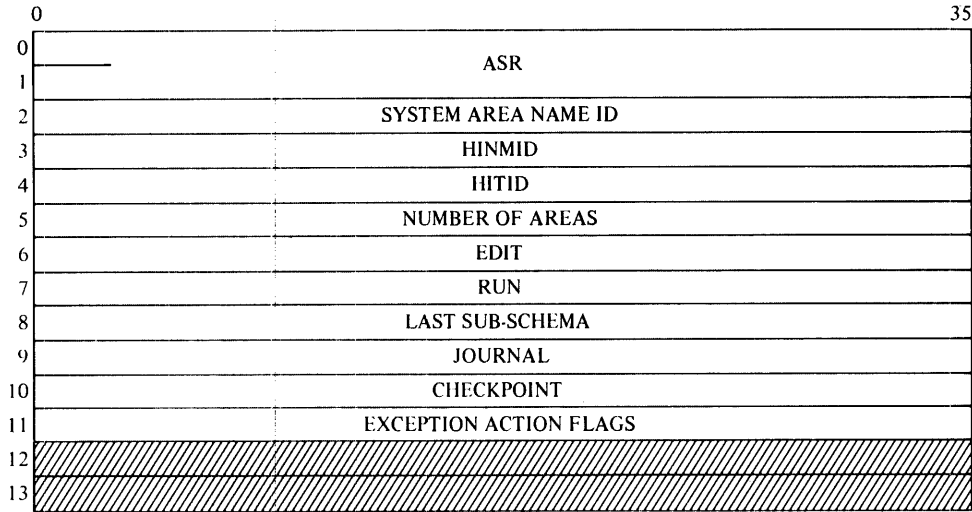 0 35
0
ASR
1
2 SYSTEM AREA NAME ID
3 HINMID
4 HITID
5 NUMBER OF AREAS
6 EDIT
7 RUN
8 LAST SUB-SCHEMA
9 JOURNAL
10 CHECKPOINT
11 EXCEPTION ACTION FLAGS
12
13